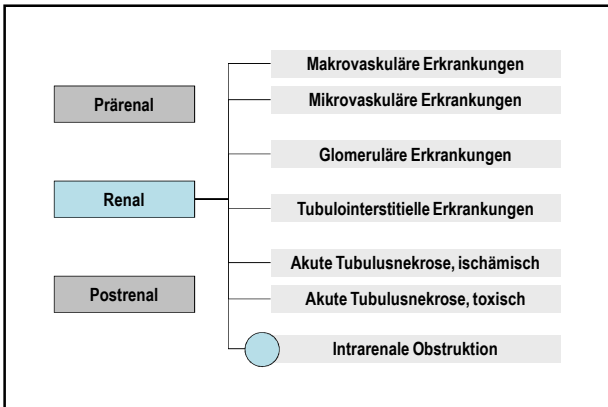 Prärenal
Renal
Postrenal
Makrovaskuläre Erkrankungen
Mikrovaskuläre Erkrankungen
Glomeruläre Erkrankungen
Tubulointerstitielle Erkrankungen
Akute Tubulusnekrose, ischämisch
Akute Tubulusnekrose, toxisch
Intrarenale Obstruktion